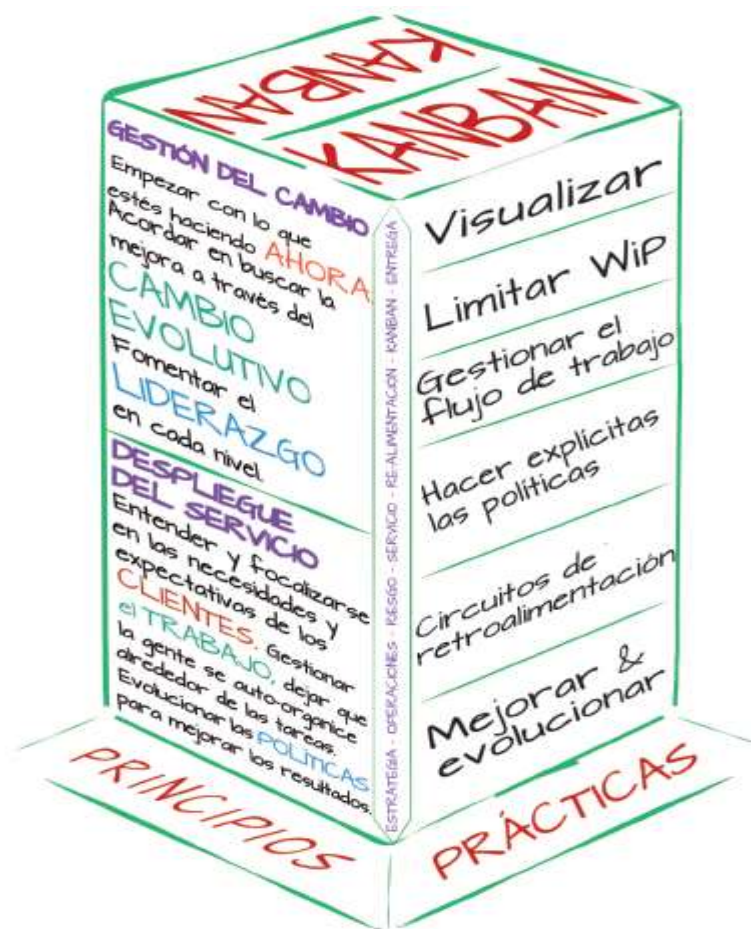 KANBAN
KANBAN
GESTIÓN DEL CAMBIO
Empezar con lo que
estés haciendo AHORA.
Acordar en buscar la
mejora a través del
CAMBIO
EVOLUTIVO
Fomentar el
LIDERAZGO
en cada nivel.
DESPLIEGUE
DEL SERVICIO
Entender y focalizarse
en las necesidades y
expectativas de los
CLIENTES. Gestionar
el TRABAJO, dejar que
la gente se auto-organice
alrededor de las tareas.
Evolucionar las POLÍTICAS
para mejorar los resultados.
PRINCIPIOS
ESTRATEGIA - OPERACIONES - RIESGO - SERVICIO - RE-ALIMENTACIÓN - KANBAN - ENTREGA
Visualizar
Limitar WiP
Gestionar el
flujo de trabajo
Hacer explícitas
las políticas
Circuitos de
retroalimentación
Mejorar &
evolucionar
PRÁCTICAS